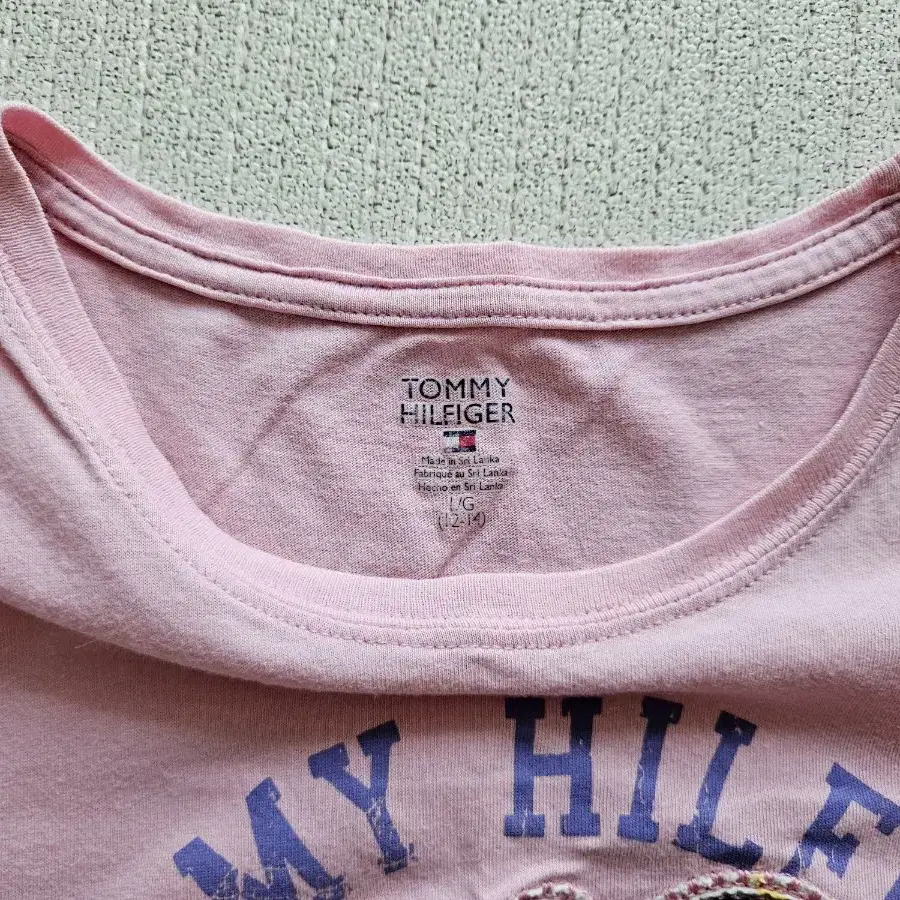 TOMMY
HILFIGER
Made in Sri Lanka
Fabriqué au Sri Lanka
Hecho en Sri Lanka
L/G
(12-14)
MY HILF